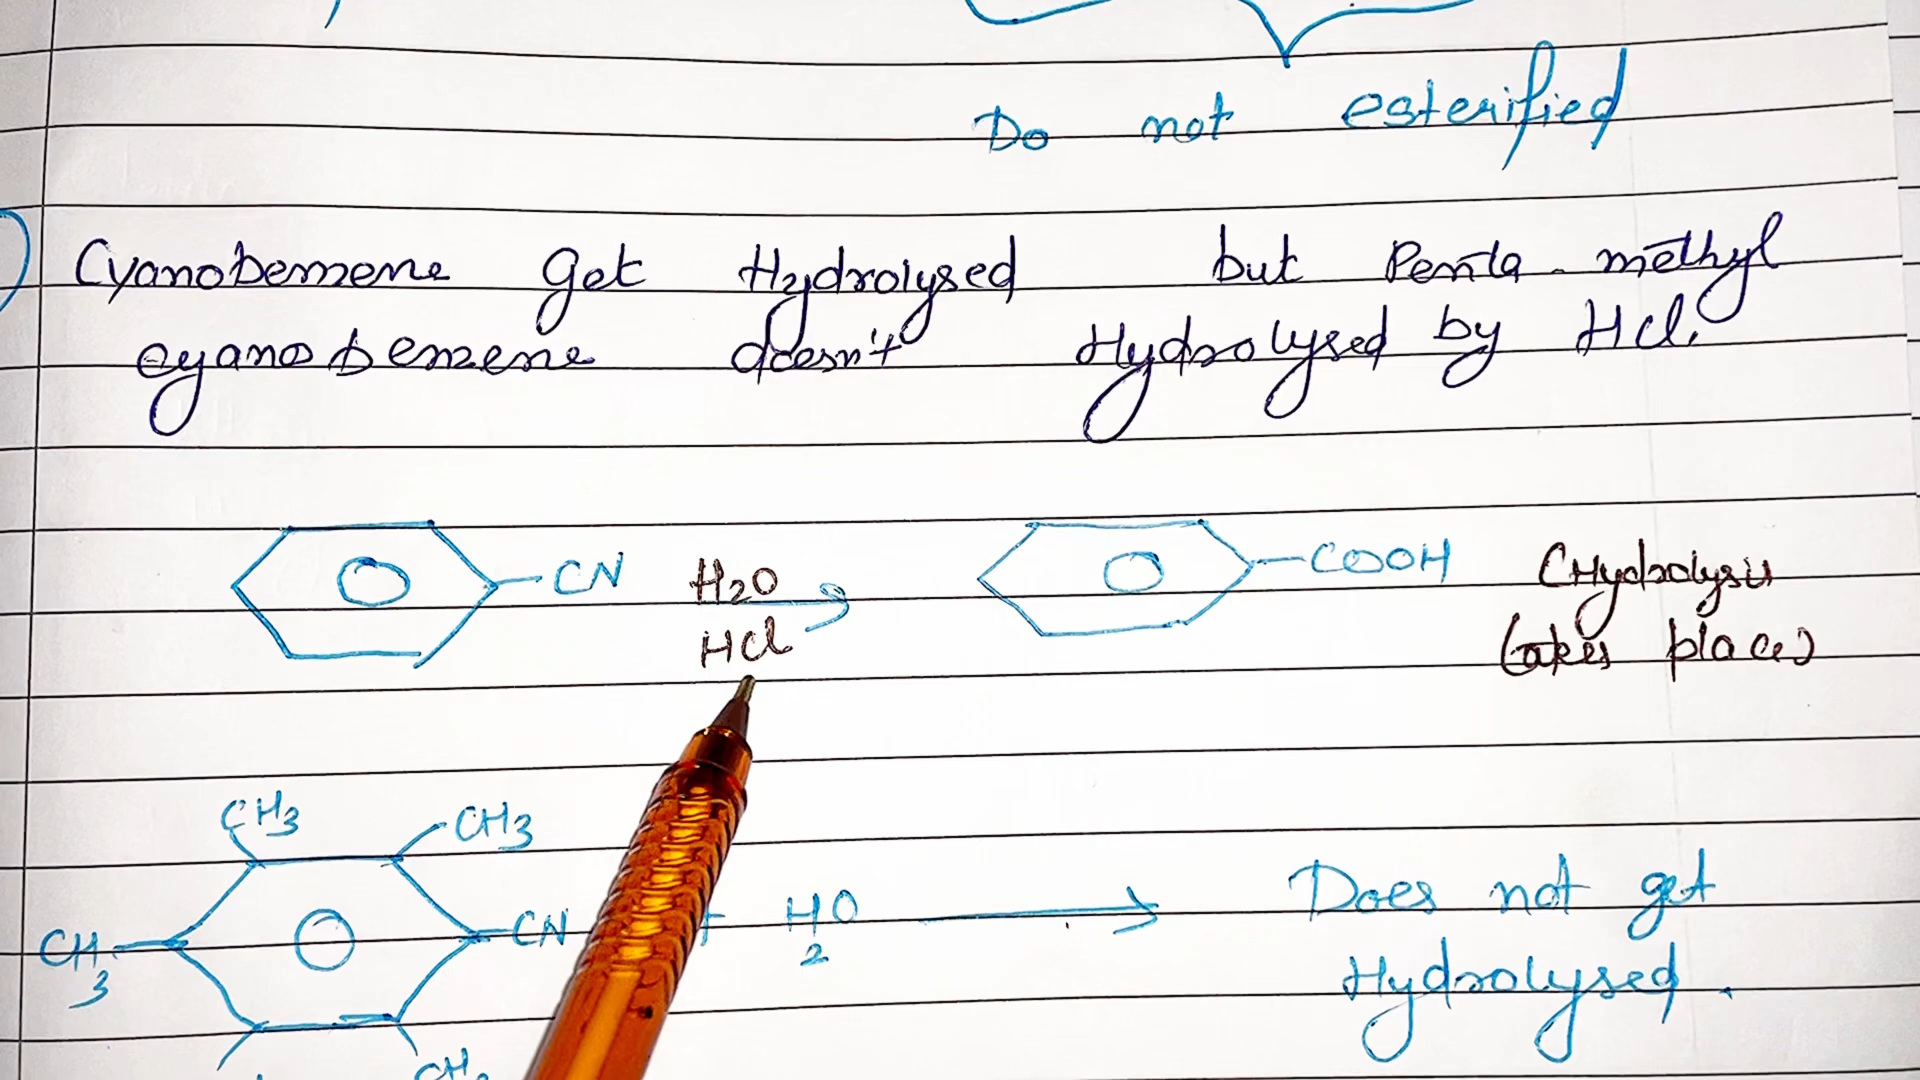 Do not esterified
Cyanobenzene get Hydrolysed but Penta methyl
cyanobenzene doesn't Hydrolysed by HCl.
CN H2O COOH (Hydrolysis
HCl takes place)
CH3 CH3
CH3 CN + H2O Does not get
Hydrolysed.